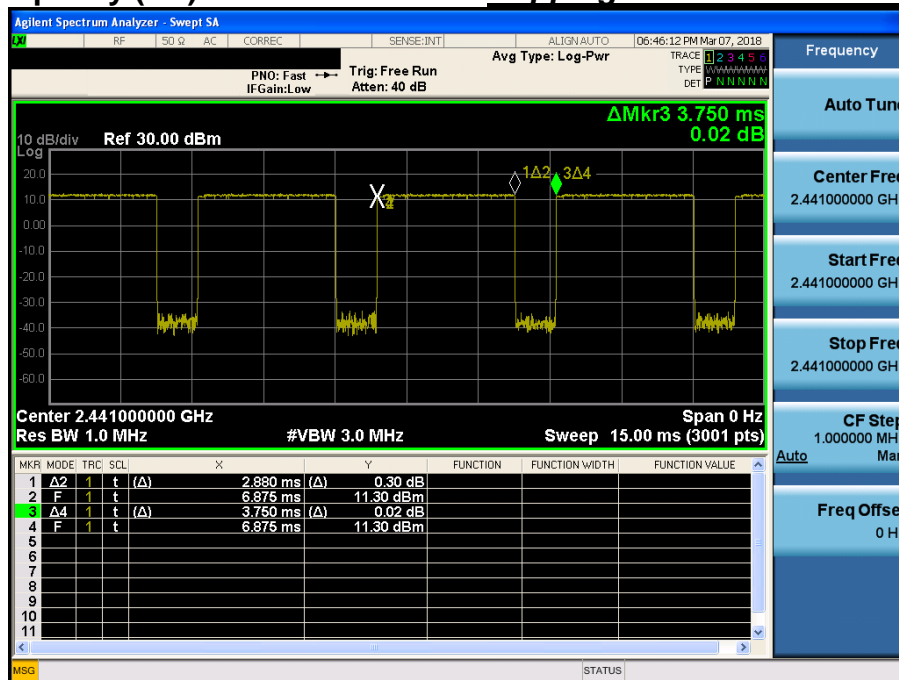 Agilent Spectrum Analyzer - Swept SA
LXI RF 50 Ω AC CORREC SENSE:INT ALIGN AUTO 06:46:12 PM Mar 07, 2018
Avg Type: Log-Pwr TRACE 1 2 3 4 5 6
PNO: Fast Trig: Free Run TYPE
IFGain:Low Atten: 40 dB DET P N N N N N
ΔMkr3 3.750 ms
0.02 dB
10 dB/div Ref 30.00 dBm
Log
1Δ2 3Δ4
20.0
10.0
0.00
-10.0
-20.0
-30.0
-40.0
-50.0
-60.0
Center 2.441000000 GHz Span 0 Hz
Res BW 1.0 MHz #VBW 3.0 MHz Sweep 15.00 ms (3001 pts)
MKR MODE TRC SCL X Y FUNCTION FUNCTION WIDTH FUNCTION VALUE
1 Δ2 1 t (Δ) 2.880 ms (Δ) 0.30 dB
2 F 1 t 6.875 ms 11.30 dBm
3 Δ4 1 t (Δ) 3.750 ms (Δ) 0.02 dB
4 F 1 t 6.875 ms 11.30 dBm
5
6
7
8
9
10
11
MSG STATUS
Frequency
Auto Tun
Center Fre
2.441000000 GH
Start Fre
2.441000000 GH
Stop Fre
2.441000000 GH
CF Ste
1.000000 MH
Auto Ma
Freq Offse
0 H